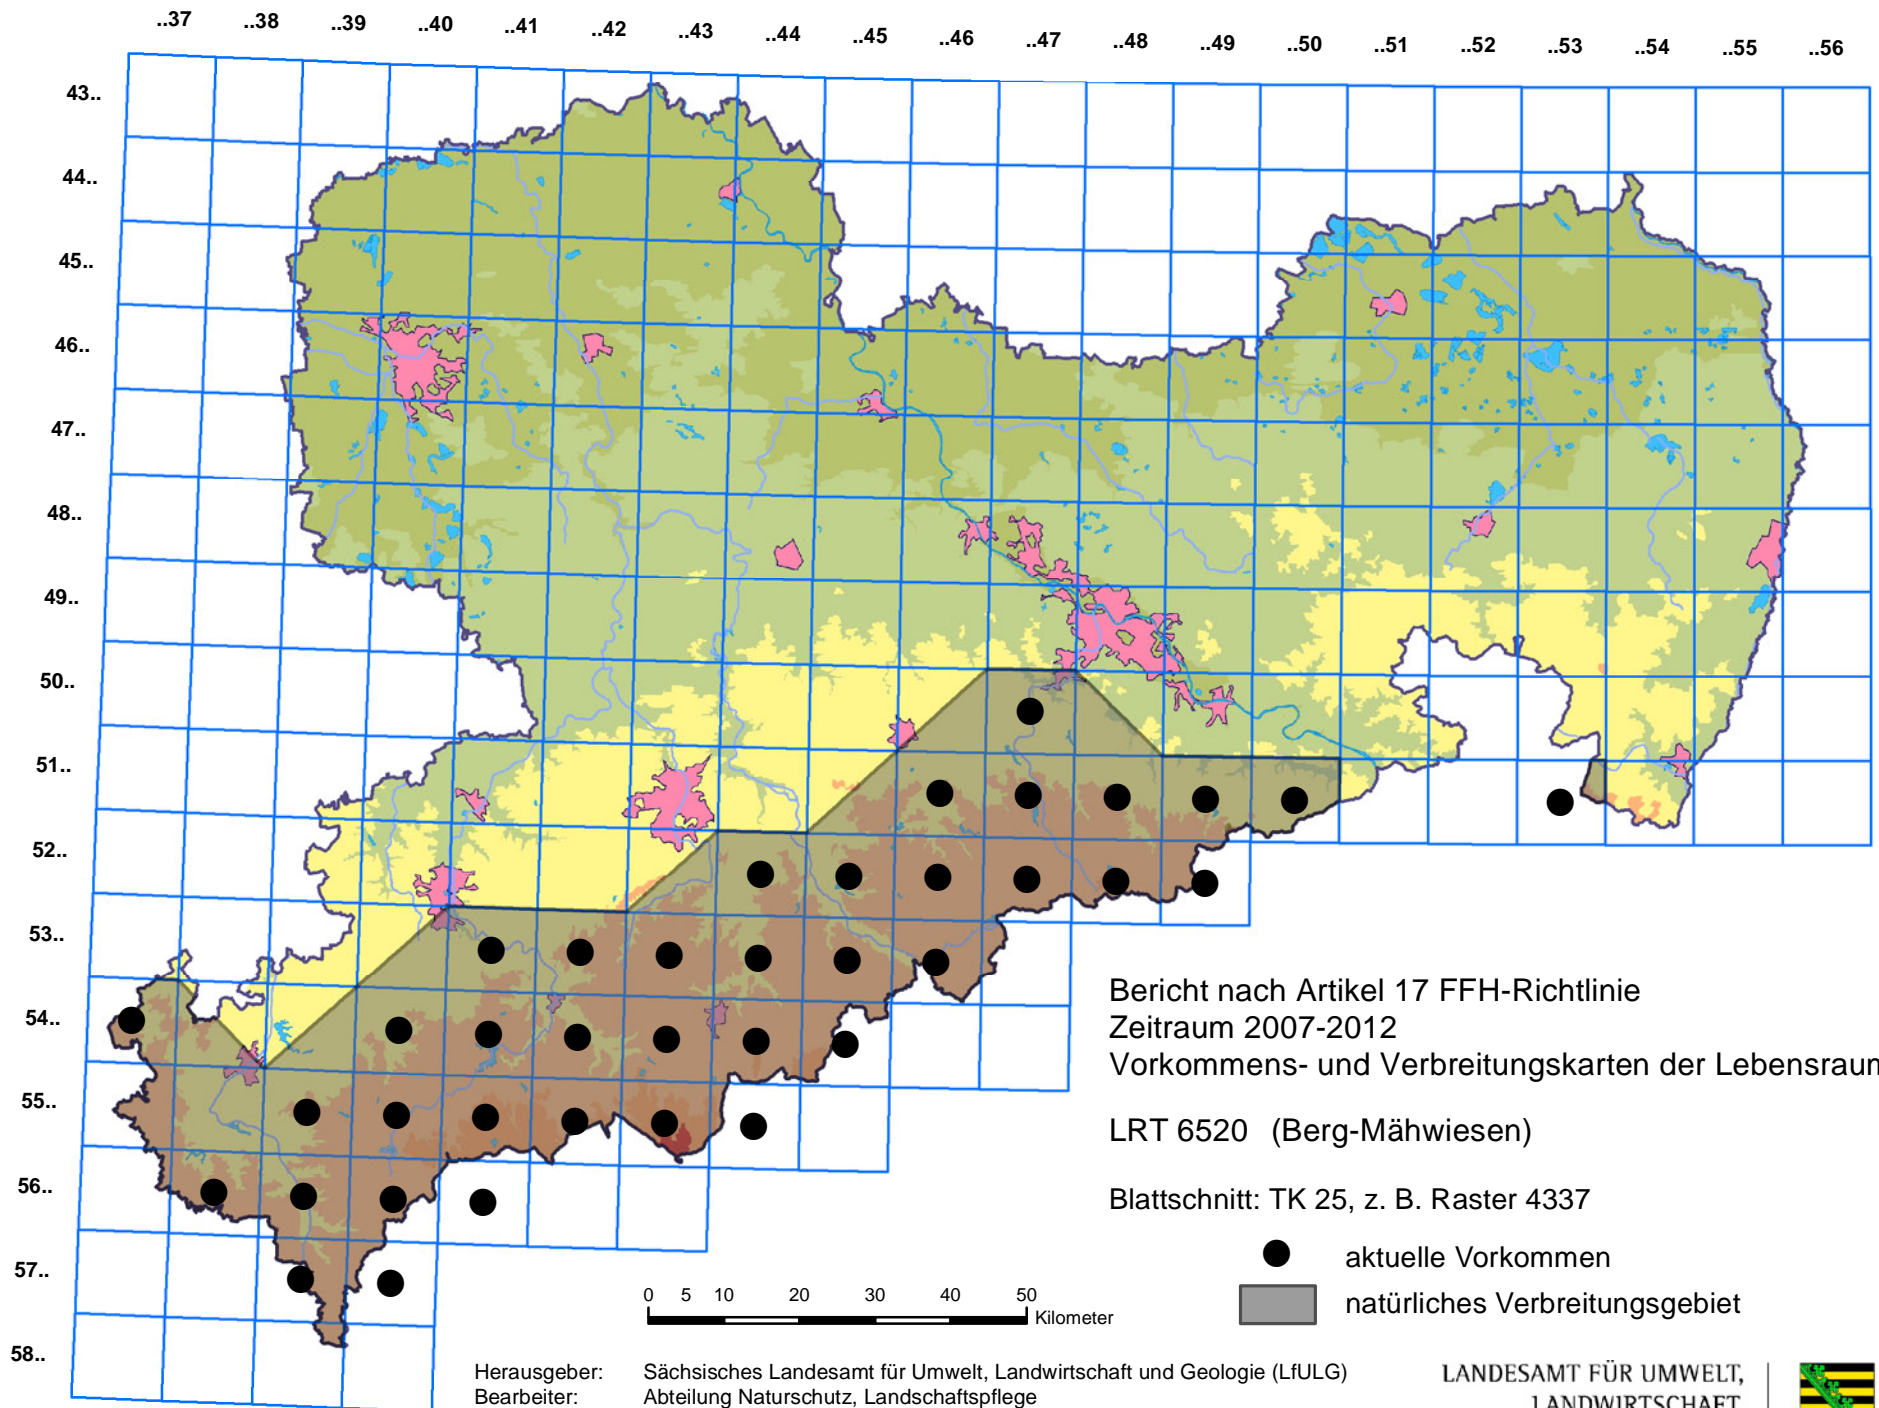 ..37 ..38 ..39 ..40 ..41 ..42 ..43 ..44 ..45 ..46 ..47 ..48 ..49 ..50 ..51 ..52 ..53 ..54 ..55 ..56
43..
44..
45..
46..
47..
48..
49..
50..
51..
52..
53..
54..
55..
56..
57..
58..
Bericht nach Artikel 17 FFH-Richtlinie
Zeitraum 2007-2012
Vorkommens- und Verbreitungskarten der Lebensraum
LRT 6520 (Berg-Mähwiesen)
Blattschnitt: TK 25, z. B. Raster 4337
aktuelle Vorkommen
natürliches Verbreitungsgebiet
0 5 10 20 30 40 50
Kilometer
Herausgeber: Sächsisches Landesamt für Umwelt, Landwirtschaft und Geologie (LfULG)
Bearbeiter: Abteilung Naturschutz, Landschaftspflege
LANDESAMT FÜR UMWELT,
LANDWIRTSCHAFT